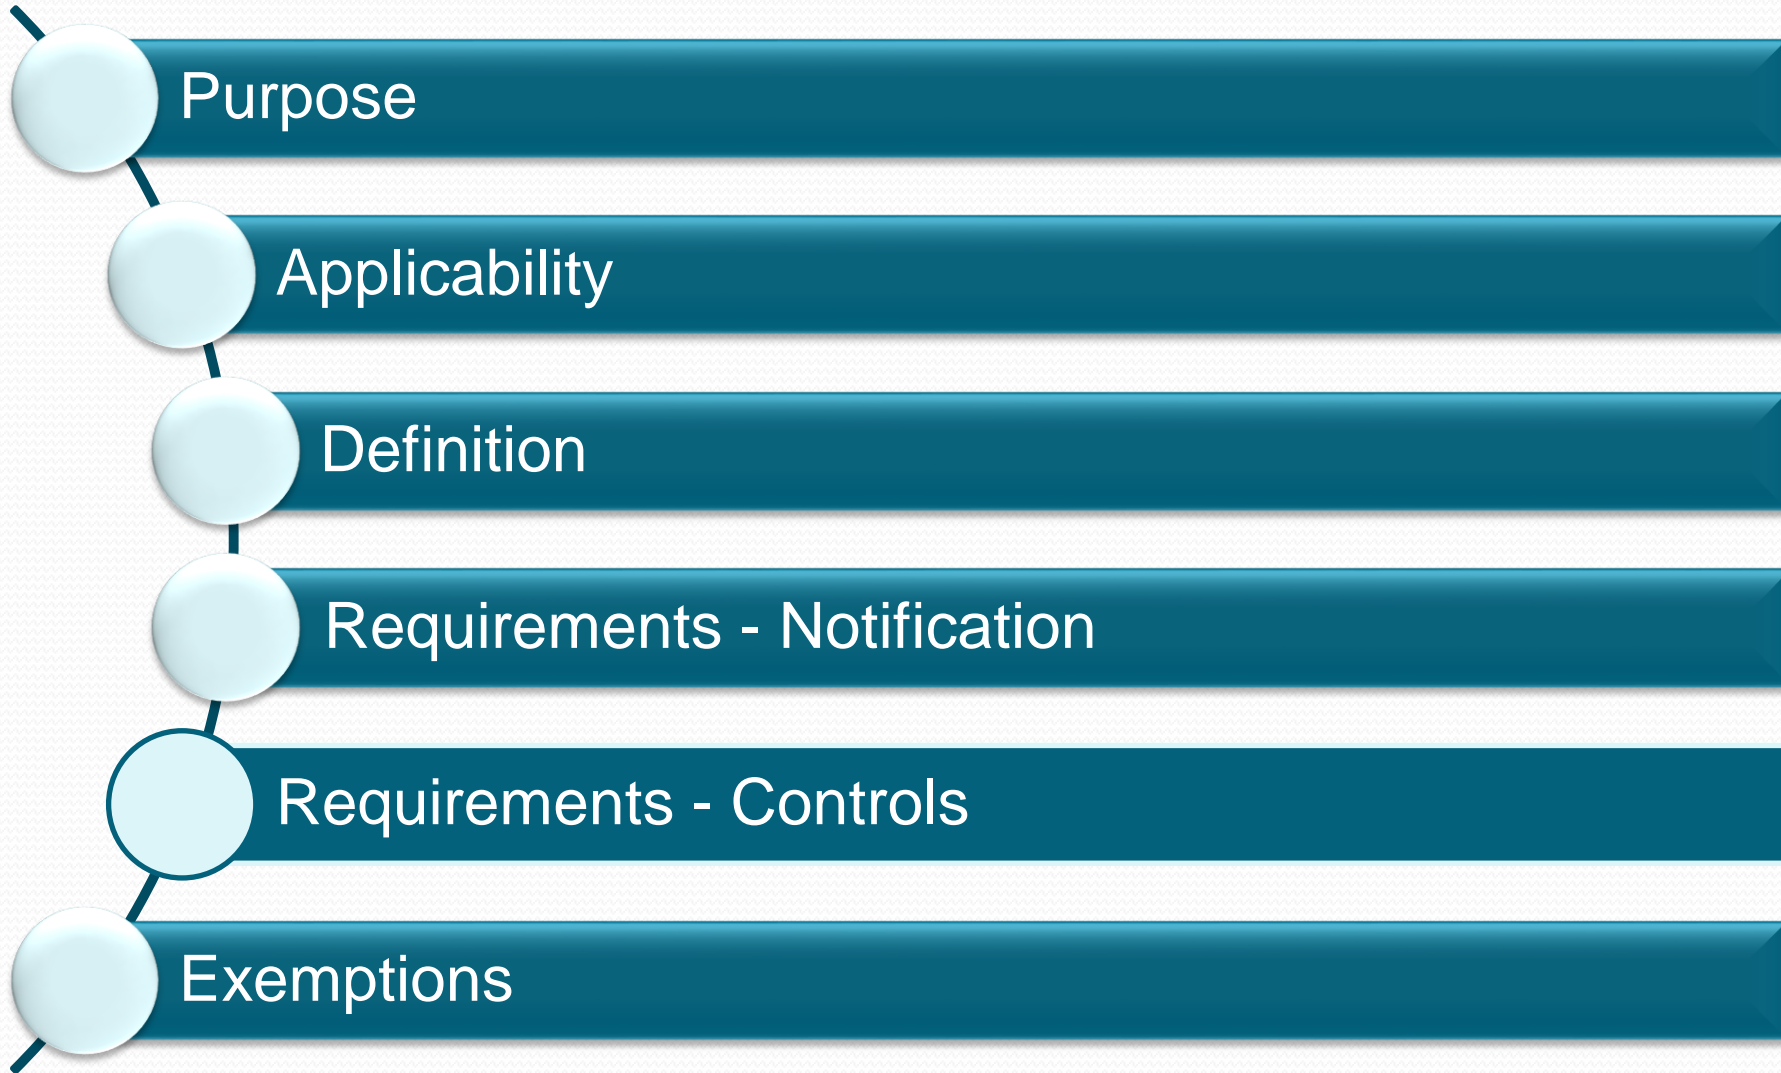 Purpose
Applicability
Definition
Requirements - Notification
Requirements - Controls
Exemptions